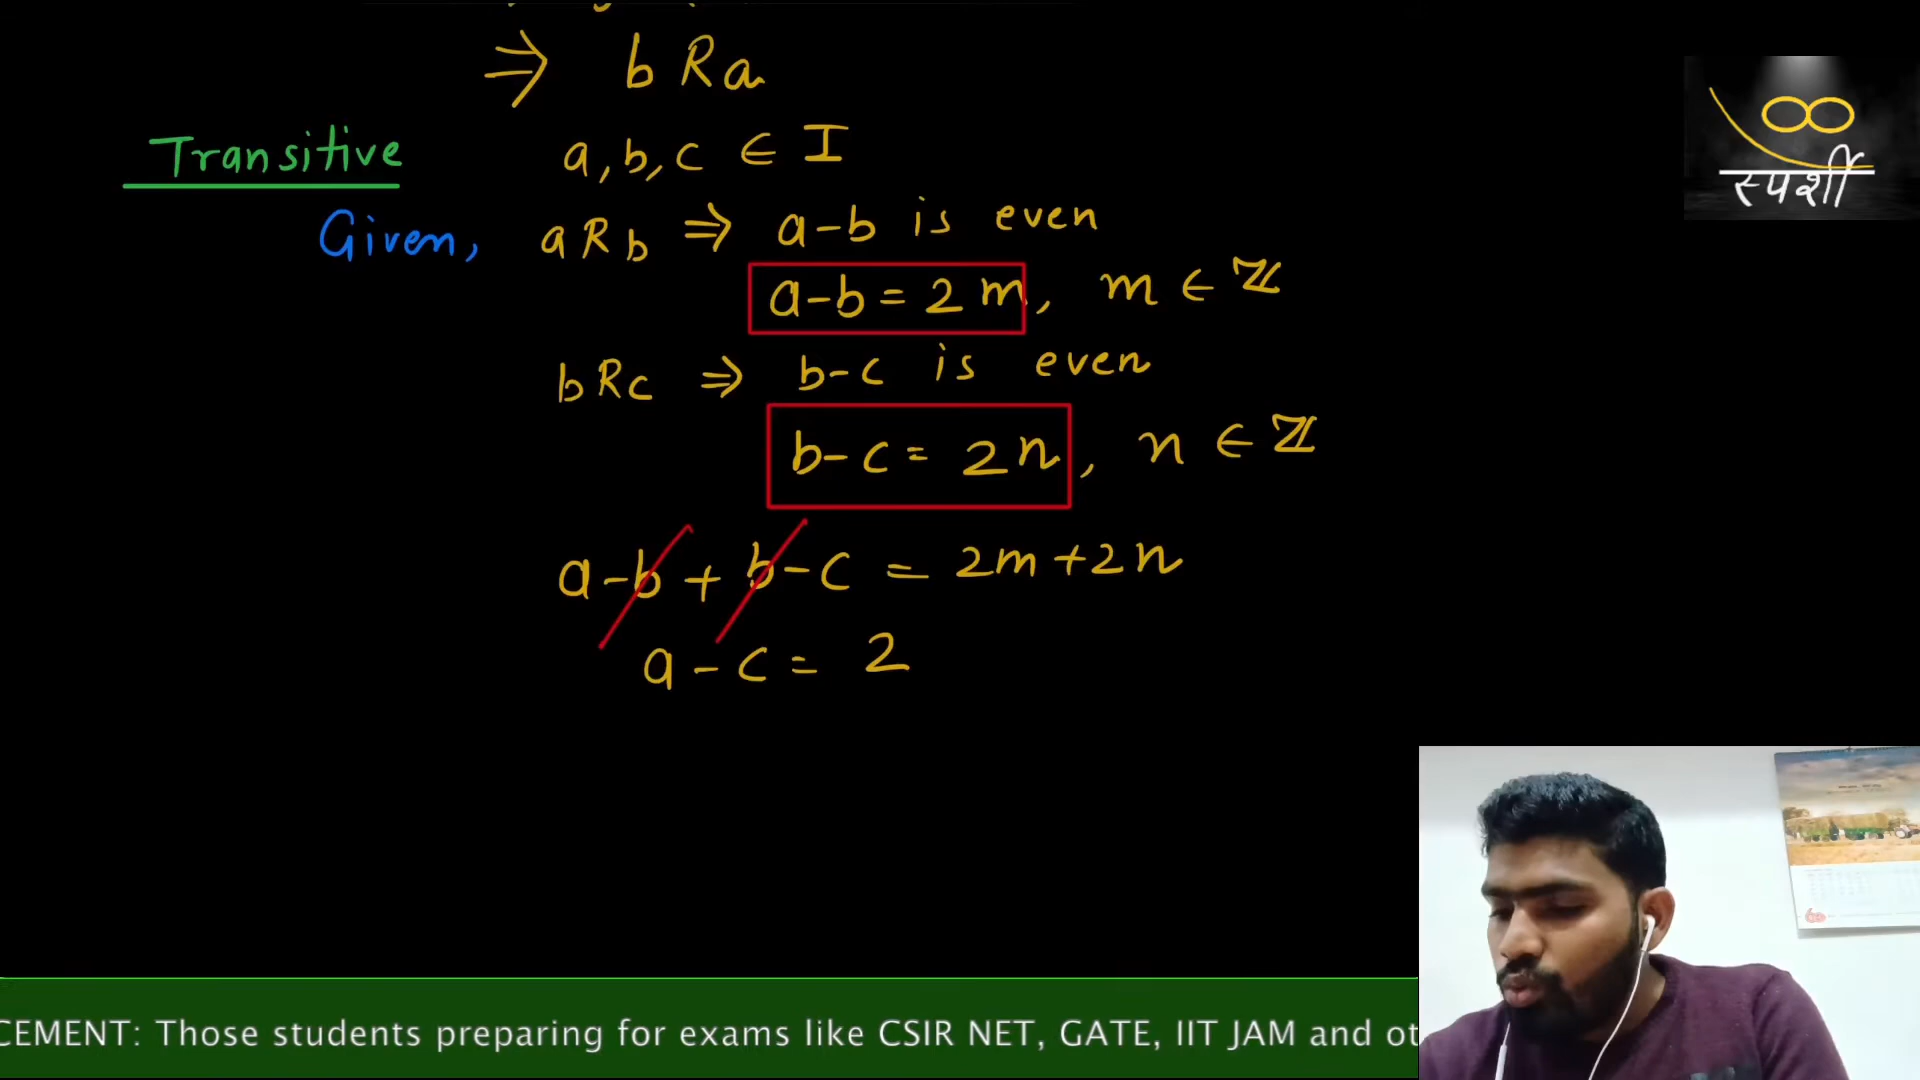 ⇒ b R a
स्पर्शी
Transitive a, b, c ∈ I
Given, a R b ⇒ a-b is even
a-b = 2m, m ∈ ℤ
b R c ⇒ b-c is even
b-c = 2n, n ∈ ℤ
a-b + b-c = 2m+2n
a-c = 2
CEMENT: Those students preparing for exams like CSIR NET, GATE, IIT JAM and ot